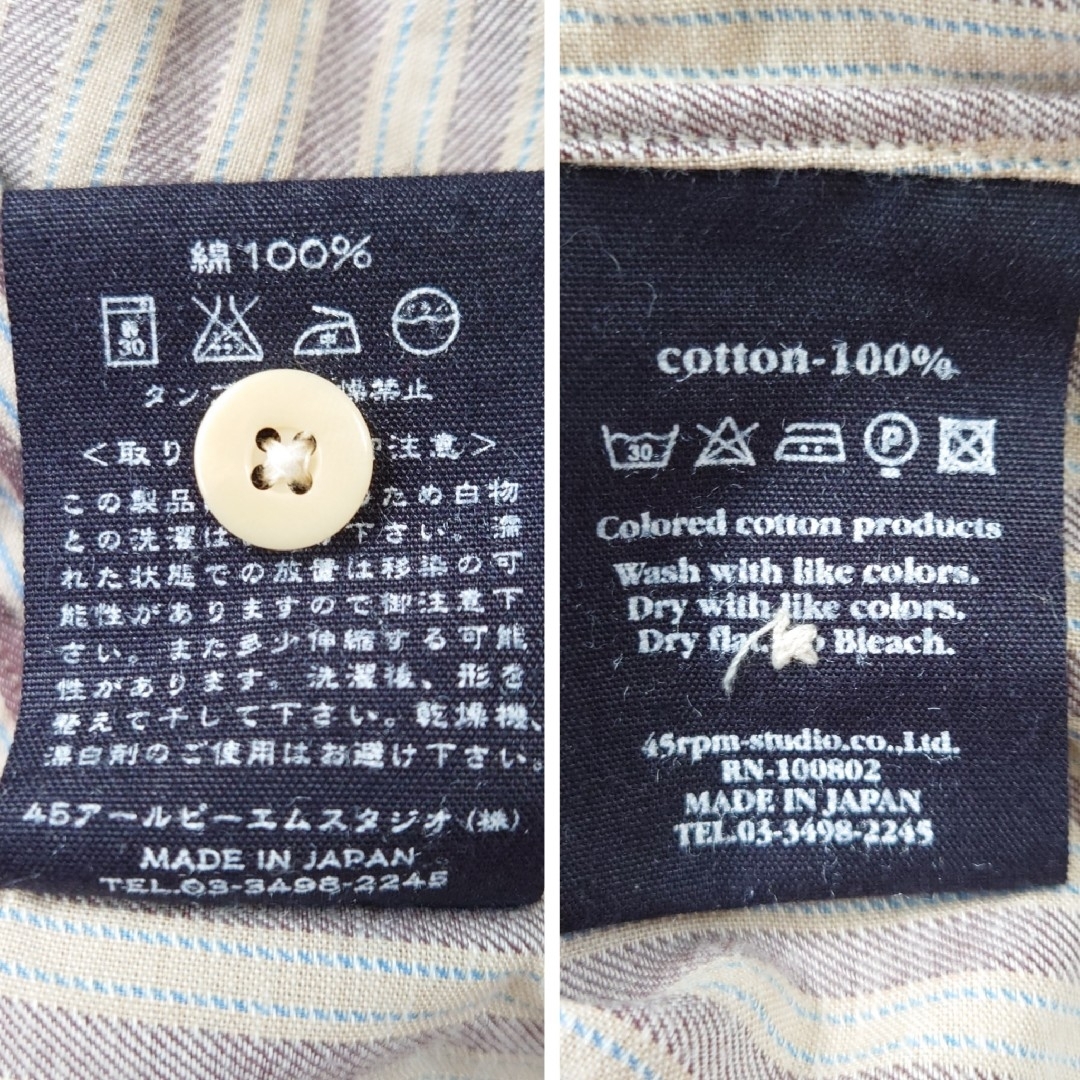 綿100%
弱
30
エンソサラシ
中
タン 燥禁止
<取り 注意>
この製品 ため白物
との洗濯は 下さい。濡
れた状態での放置は移染の可
能性がありますので御注意下
さい。また多少伸縮する可能
性があります。洗濯後、形を
整えて干して下さい。乾燥機、
漂白剤のご使用はお避け下さい。
45アールピーエムスタジオ(株)
MADE IN JAPAN
TEL.03-3498-2245
cotton-100%
30
P
Colored cotton products
Wash with like colors.
Dry with like colors.
Dry Bleach.
45rpm-studio.co.,Ltd.
RN-100802
MADE IN JAPAN
TEL.03-3498-2245